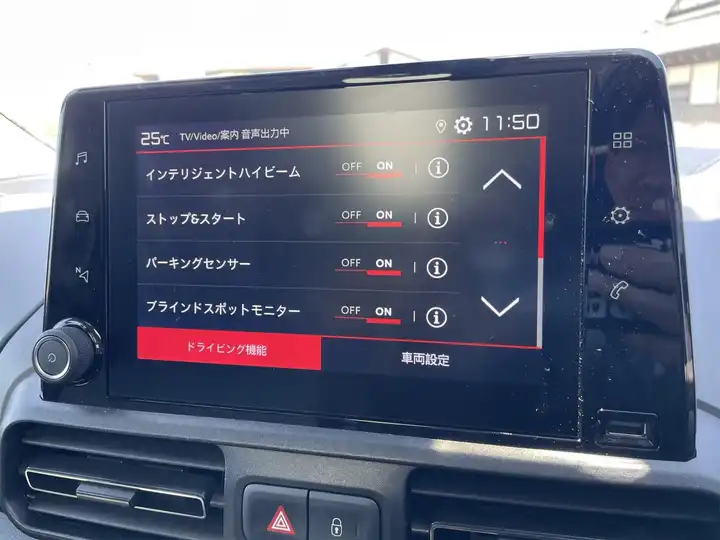 25℃ TV/Video/案内 音声出力中 11:50
インテリジェントハイビーム OFF ON
ストップ&スタート OFF ON
パーキングセンサー OFF ON
ブラインドスポットモニター OFF ON
ドライビング機能 車両設定
N